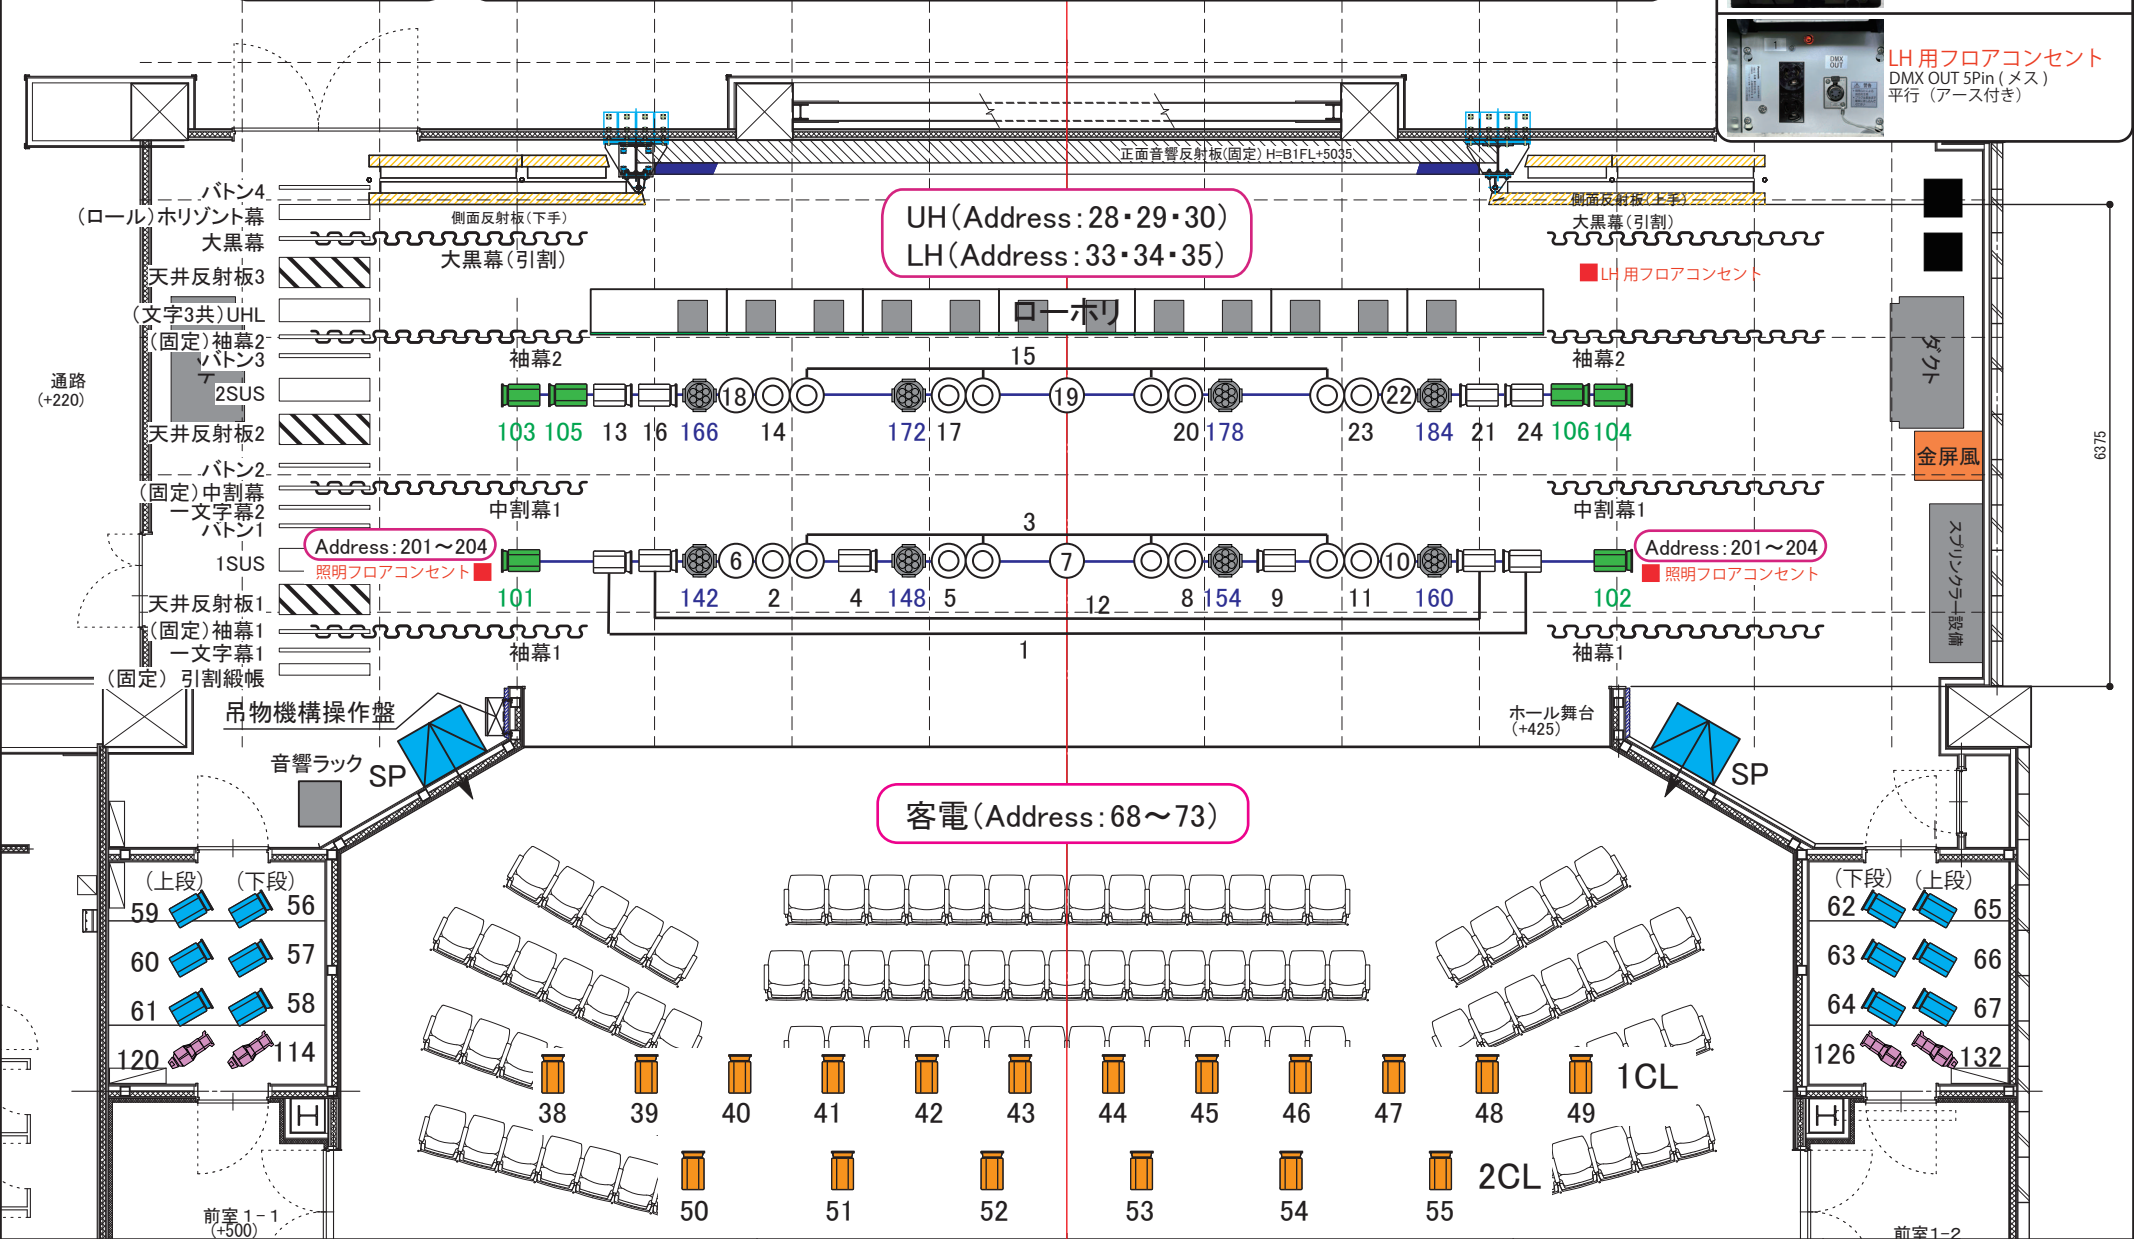 LH 用フロアコンセント
DMX OUT 5Pin (メス)
平行 (アース付き)
DMX
OUT
正面音響反射板(固定) H=B1FL+5035
バトン4
(ロール)ホリゾント幕
大黒幕
天井反射板3
(文字3共)UHL
(固定)袖幕2
バトン3
2SUS
天井反射板2
バトン2
(固定)中割幕
一文字幕2
バトン1
1SUS
天井反射板1
(固定)袖幕1
一文字幕1
(固定) 引割緞帳
通路
(+220)
側面反射板(下手)
大黒幕(引割)
側面反射板(上手)
大黒幕(引割)
UH(Address:28・29・30)
LH(Address:33・34・35)
LH 用フロアコンセント
ローホリ
袖幕2
袖幕2
15
18
19
22
103 105 13 16 166 14 172 17 20 178 23 184 21 24 106 104
ダクト
金屏風
6375
中割幕1
中割幕1
スプリンクラー設備
Address:201〜204
照明フロアコンセント
Address:201〜204
照明フロアコンセント
3
6
7
10
101 142 2 4 148 5 12 8 154 9 11 160 102
1
袖幕1
袖幕1
吊物機構操作盤
ホール舞台
(+425)
音響ラック
SP
SP
客電(Address:68〜73)
(上段) (下段)
59 56
60 57
61 58
120 114
(下段) (上段)
62 65
63 66
64 67
126 132
38 39 40 41 42 43 44 45 46 47 48 49
1CL
50 51 52 53 54 55
2CL
前室1-1
(+500)
前室1-2